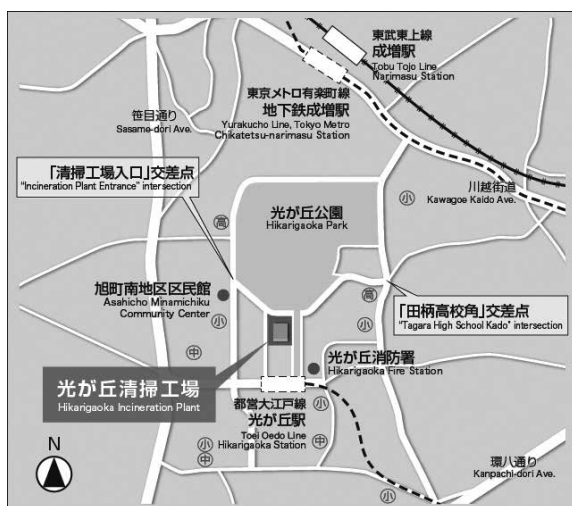 東武東上線
成増駅
Tobu Tojo Line
Narimasu Station
東京メトロ有楽町線
地下鉄成増駅
Yurakucho Line, Tokyo Metro
Chikatetsu-narimasu Station
笹目通り
Sasame-dori Ave.
「清掃工場入口」交差点
"Incineration Plant Entrance" intersection
川越街道
Kawagoe Kaido Ave.
小
光が丘公園
Hikarigaoka Park
高
旭町南地区区民館
Asahicho Minamichiku
Community Center
高
「田柄高校角」交差点
"Tagara High School Kado" intersection
小
小
中
光が丘消防署
Hikarigaoka Fire Station
光が丘清掃工場
Hikarigaoka Incineration Plant
都営大江戸線
光が丘駅
Toei Oedo Line
Hikarigaoka Station
小
中
小
中
N
環八通り
Kanpachi-dori Ave.
小